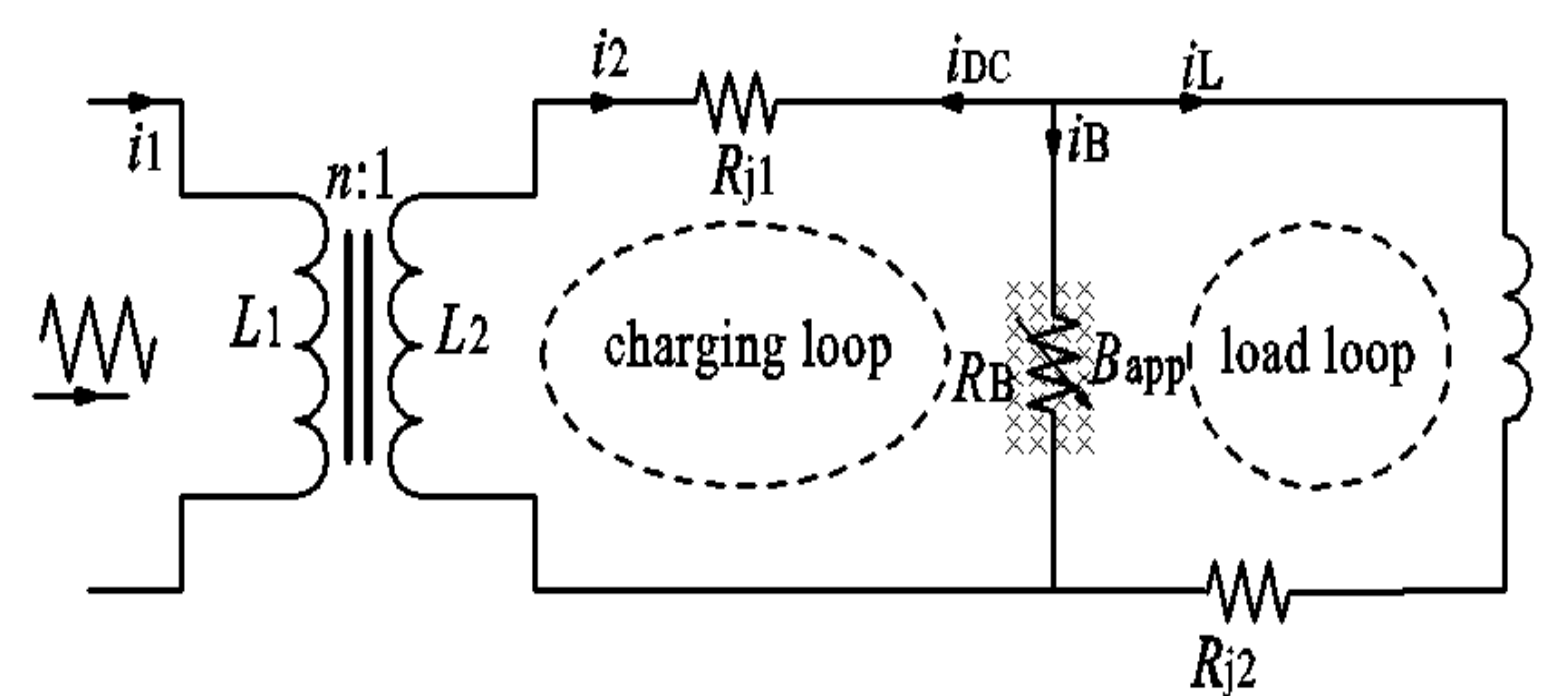 i2
iDC
iL
i1
n:1
Rj1
iB
L1
L2
charging loop
RB
Bapp
load loop
Rj2